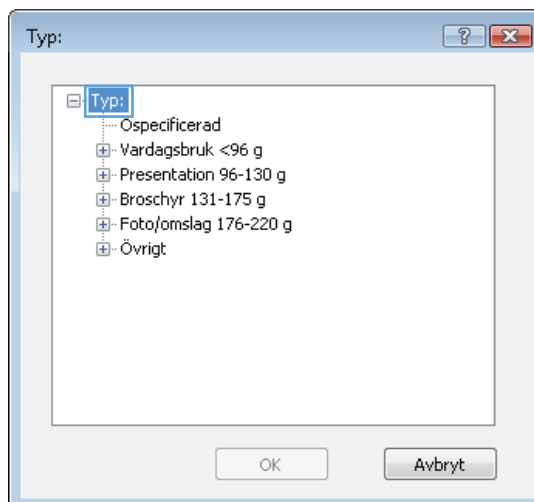 Typ:
Typ:
Ospecificerad
Vardagsbruk <96 g
Presentation 96-130 g
Broschyr 131-175 g
Foto/omslag 176-220 g
Övrigt
OK
Avbryt